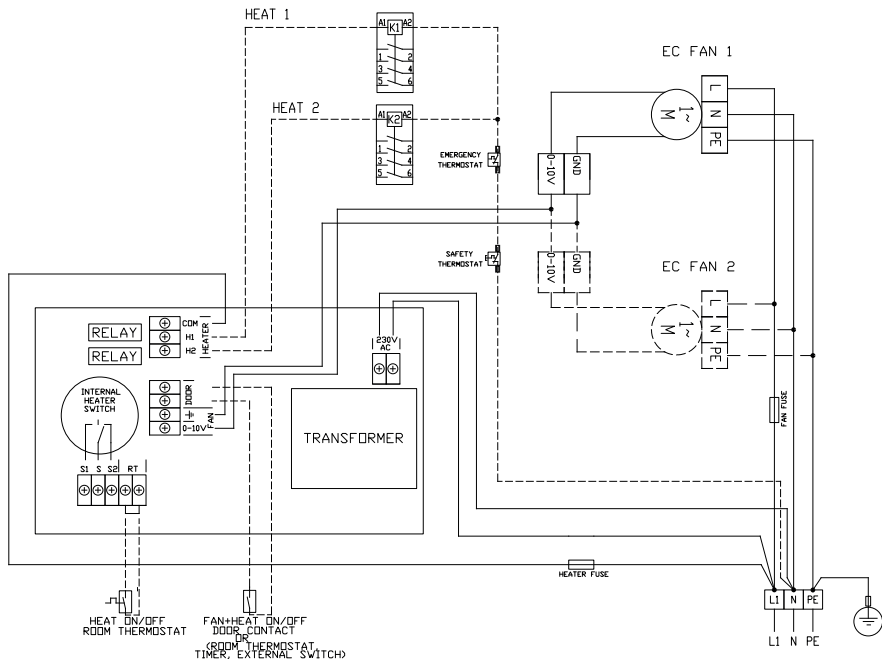 HEAT 1
A1 K1 A2
1 2
3 4
5 6
HEAT 2
A1 K2 A2
1 2
3 4
5 6
EMERGENCY
THERMOSTAT
SAFETY
THERMOSTAT
EC FAN 1
1~
M
L
N
PE
0-10V
GND
EC FAN 2
1~
M
L
N
PE
0-10V
GND
RELAY
RELAY
COM
H1
H2
HEATER
DOOR
FAN
0-10V
INTERNAL
HEATER
SWITCH
S1 S S2 RT
230V
AC
TRANSFORMER
FAN FUSE
HEATER FUSE
L1 N PE
L1 N PE
HEAT ON/OFF
ROOM THERMOSTAT
FAN+HEAT ON/OFF
DOOR CONTACT
OR
(ROOM THERMOSTAT,
TIMER, EXTERNAL SWITCH)